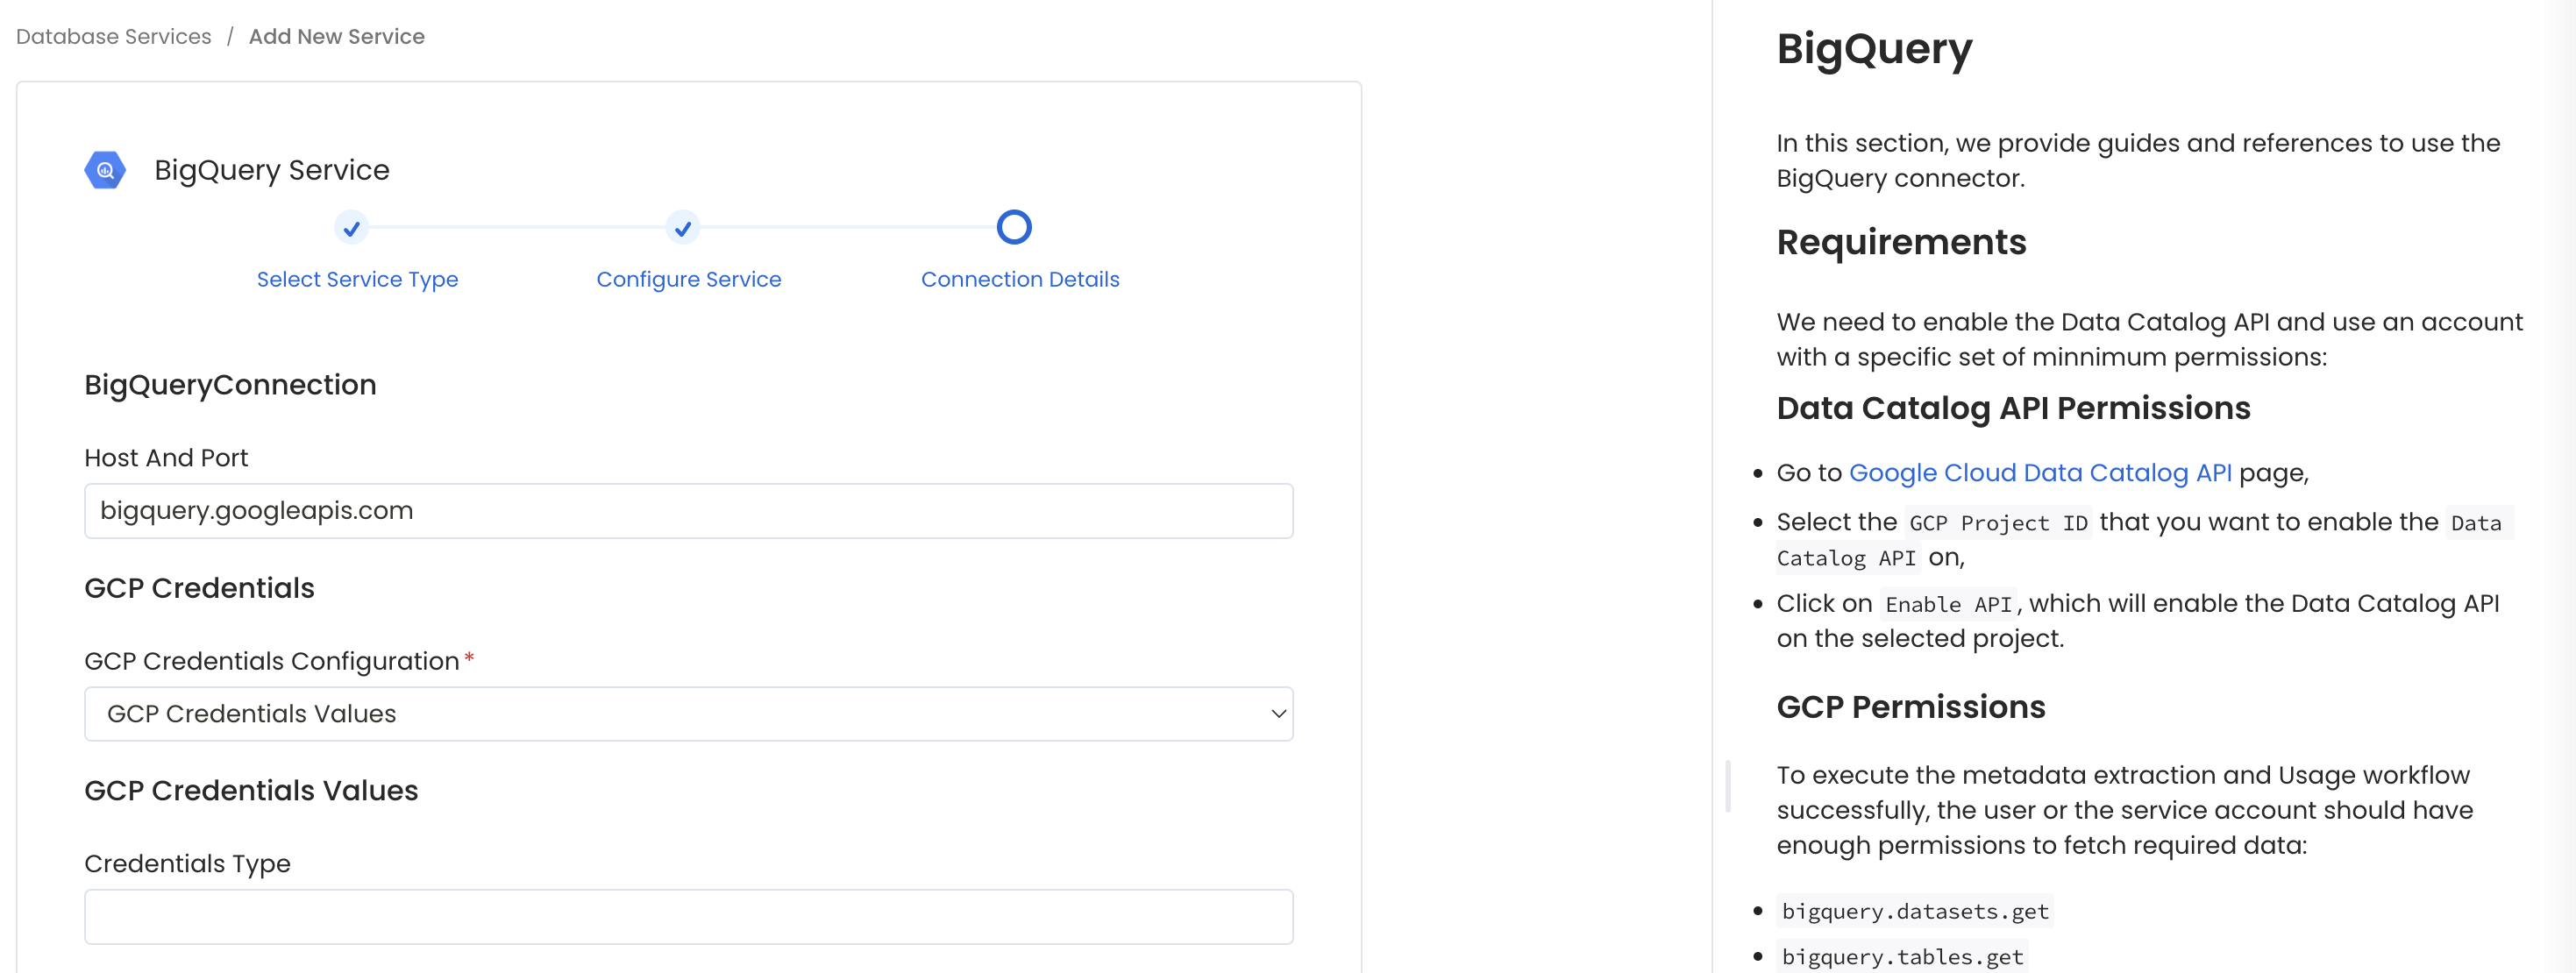 Database Services / Add New Service
BigQuery Service
Select Service Type
Configure Service
Connection Details
BigQueryConnection
Host And Port
bigquery.googleapis.com
GCP Credentials
GCP Credentials Configuration*
GCP Credentials Values
GCP Credentials Values
Credentials Type
BigQuery
In this section, we provide guides and references to use the
BigQuery connector.
Requirements
We need to enable the Data Catalog API and use an account
with a specific set of minnimum permissions:
Data Catalog API Permissions
• Go to Google Cloud Data Catalog API page,
• Select the GCP Project ID that you want to enable the Data
Catalog API on,
• Click on Enable API, which will enable the Data Catalog API
on the selected project.
GCP Permissions
To execute the metadata extraction and Usage workflow
successfully, the user or the service account should have
enough permissions to fetch required data:
• bigquery.datasets.get
• bigquery.tables.get